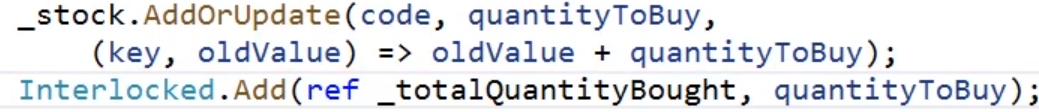 _stock.AddOrUpdate(code, quantityToBuy,
(key, oldValue) => oldValue + quantityToBuy);
Interlocked.Add(ref _totalQuantityBought, quantityToBuy);